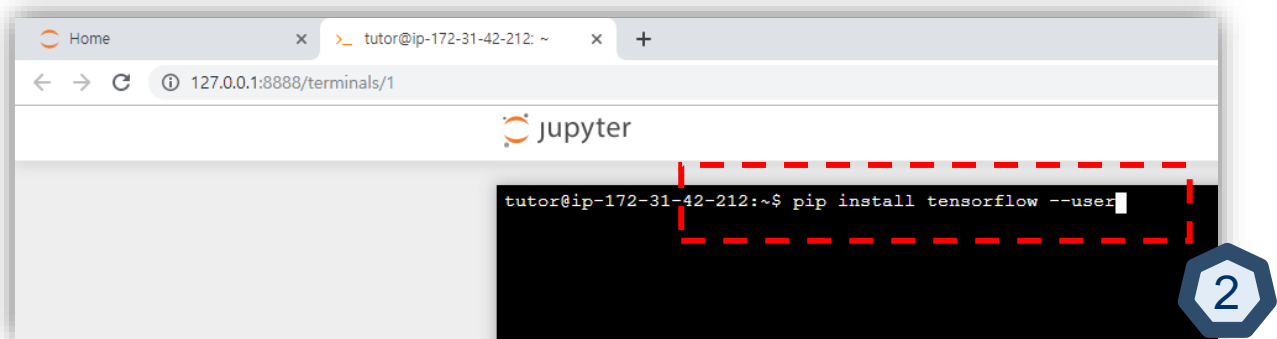 Home
tutor@ip-172-31-42-212: ~
127.0.0.1:8888/terminals/1
jupyter
tutor@ip-172-31-42-212:~$ pip install tensorflow --user
2